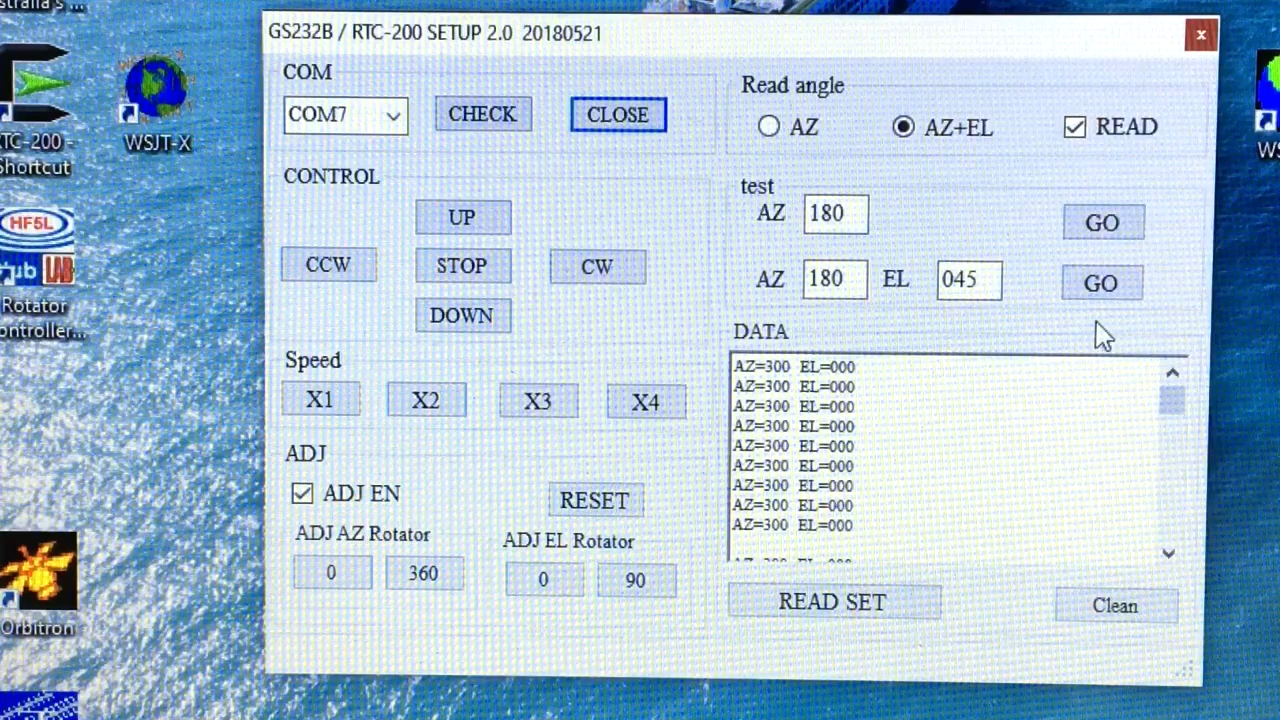 GS232B / RTC-200 SETUP 2.0 20180521
x
COM
COM7
CHECK
CLOSE
Read angle
AZ
AZ+EL
READ
CONTROL
UP
CCW
STOP
CW
DOWN
test
AZ 180
GO
AZ 180 EL 045
GO
Speed
X1
X2
X3
X4
DATA
AZ=300 EL=000
AZ=300 EL=000
AZ=300 EL=000
AZ=300 EL=000
AZ=300 EL=000
AZ=300 EL=000
AZ=300 EL=000
AZ=300 EL=000
AZ=300 EL=000
ADJ
ADJ EN
RESET
ADJ AZ Rotator
0
360
ADJ EL Rotator
0
90
READ SET
Clean
RTC-200 -
Shortcut
WSJT-X
HF5L
LAB
Rotator
Controller...
Orbitron